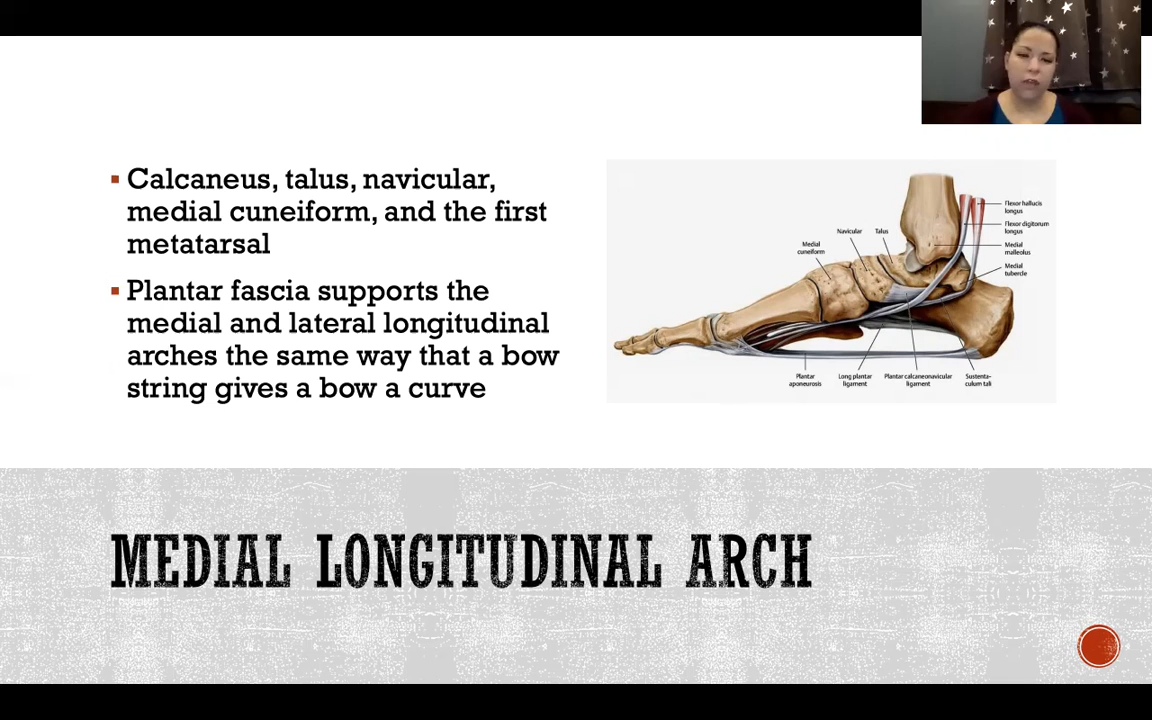 Calcaneus, talus, navicular,
medial cuneiform, and the first
metatarsal
Plantar fascia supports the
medial and lateral longitudinal
arches the same way that a bow
string gives a bow a curve
Medial
cuneiform
Navicular
Talus
Flexor hallucis
longus
Flexor digitorum
longus
Medial
malleolus
Medial
tubercle
Plantar
aponeurosis
Long plantar
ligament
Plantar calcaneonavicular
ligament
Sustenta-
culum tali
MEDIAL LONGITUDINAL ARCH